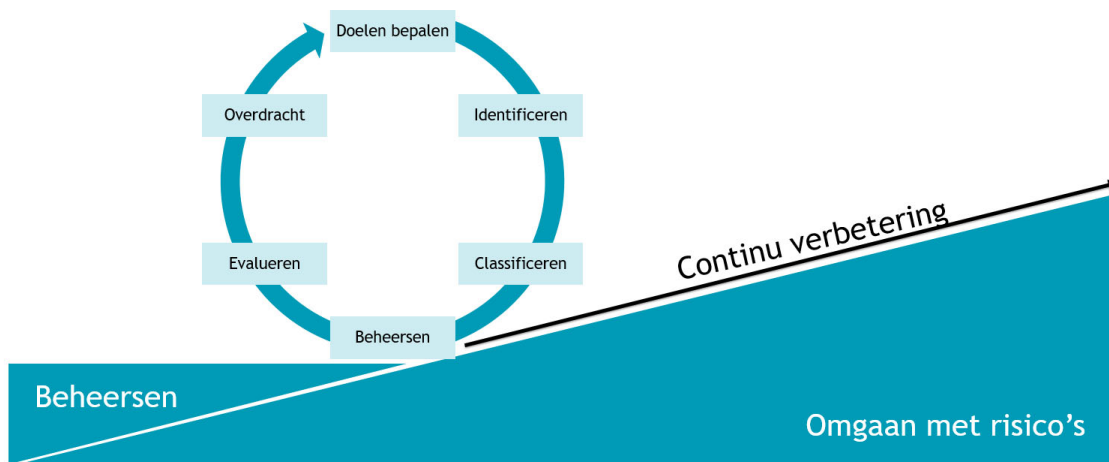 Doelen bepalen
Overdracht
Identificeren
Evalueren
Classificeren
Beheersen
Continu verbetering
Beheersen
Omgaan met risico’s